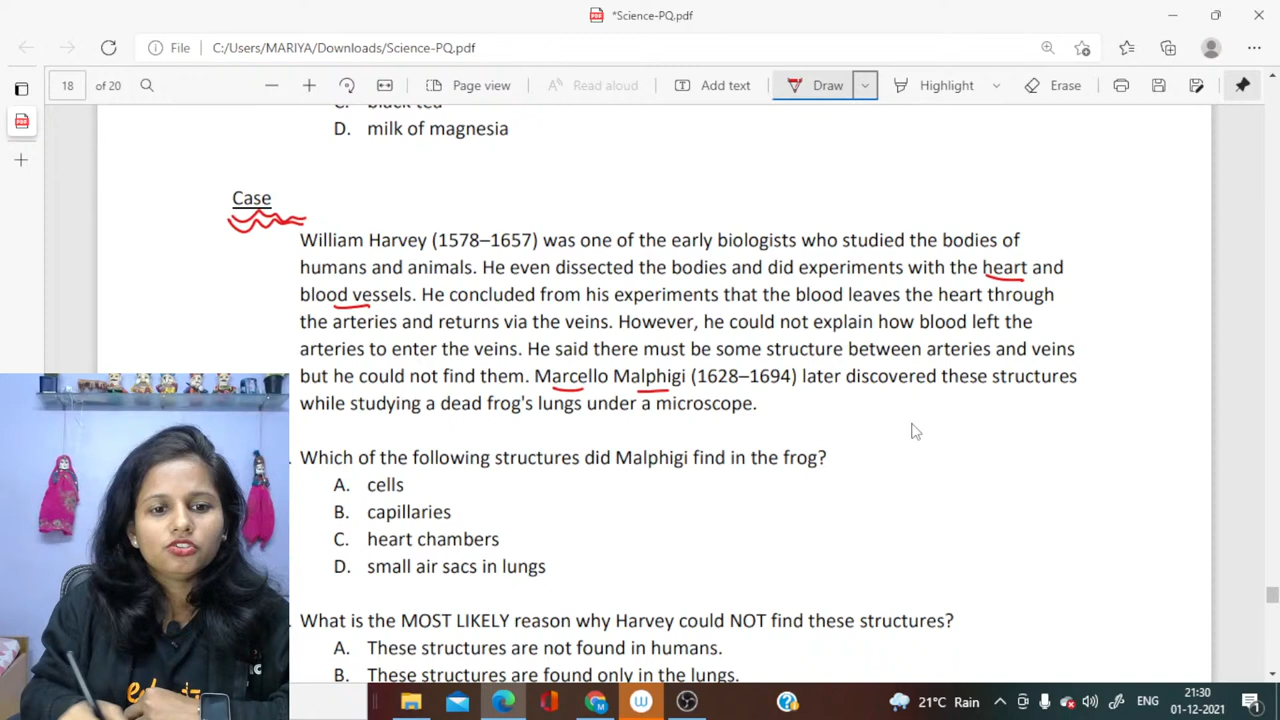 *Science-PQ.pdf
File C:/Users/MARIYA/Downloads/Science-PQ.pdf
18 of 20 Page view Read aloud Add text Draw Highlight Erase
C. black tea
D. milk of magnesia
Case
William Harvey (1578–1657) was one of the early biologists who studied the bodies of
humans and animals. He even dissected the bodies and did experiments with the heart and
blood vessels. He concluded from his experiments that the blood leaves the heart through
the arteries and returns via the veins. However, he could not explain how blood left the
arteries to enter the veins. He said there must be some structure between arteries and veins
but he could not find them. Marcello Malphigi (1628–1694) later discovered these structures
while studying a dead frog's lungs under a microscope.
Which of the following structures did Malphigi find in the frog?
A. cells
B. capillaries
C. heart chambers
D. small air sacs in lungs
What is the MOST LIKELY reason why Harvey could NOT find these structures?
A. These structures are not found in humans.
B. These structures are found only in the lungs.
21°C Rain ENG 21:30
01-12-2021